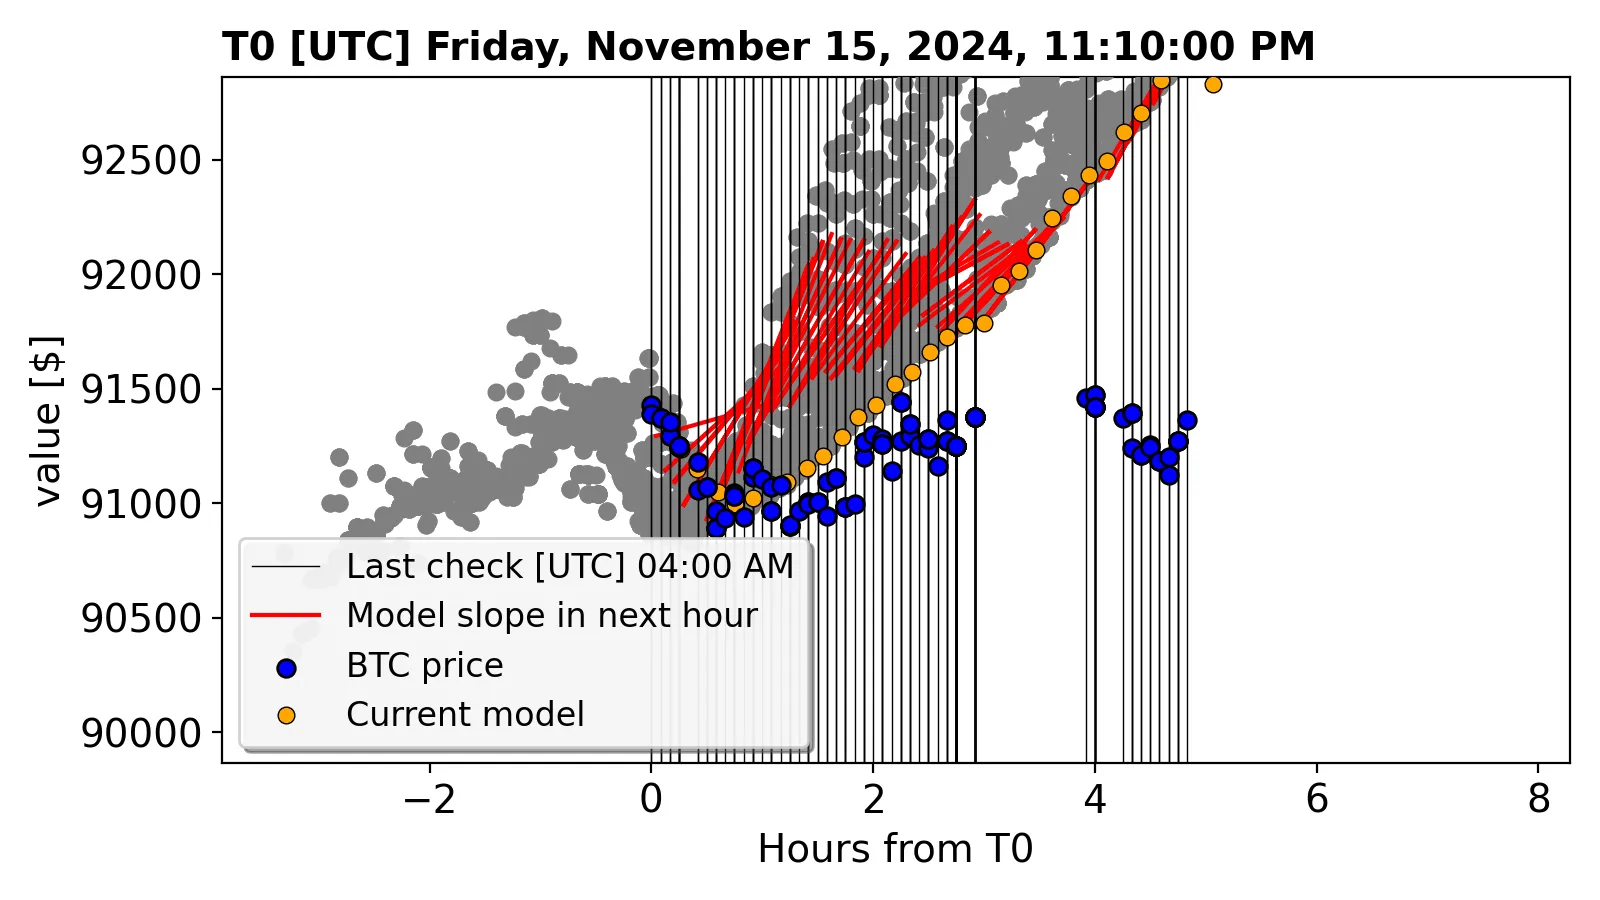 T0 [UTC] Friday, November 15, 2024, 11:10:00 PM
value [$]
92500
92000
91500
91000
90500
90000
Last check [UTC] 04:00 AM
Model slope in next hour
BTC price
Current model
−2 0 2 4 6 8
Hours from T0